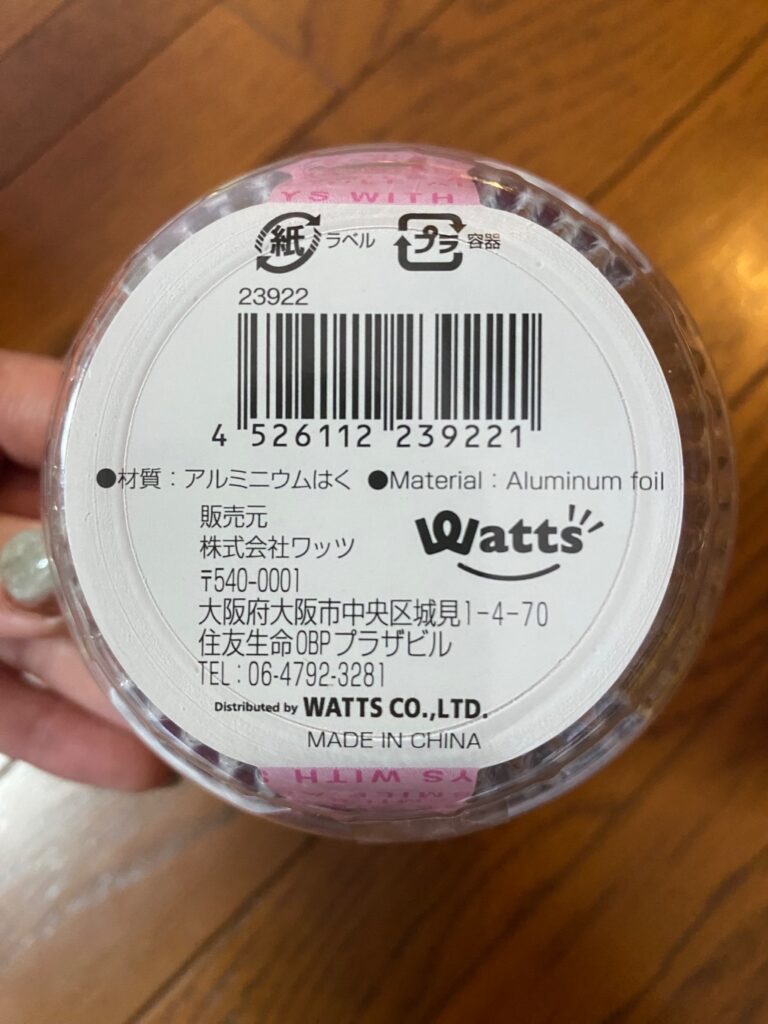 YS WITH
紙 ラベル プラ 容器
23922
4 526112 239221
●材質：アルミニウムはく ●Material：Aluminum foil
販売元
株式会社ワッツ
Watts
〒540-0001
大阪府大阪市中央区城見1-4-70
住友生命OBPプラザビル
TEL：06-4792-3281
Distributed by WATTS CO.,LTD.
MADE IN CHINA
YS WITH S